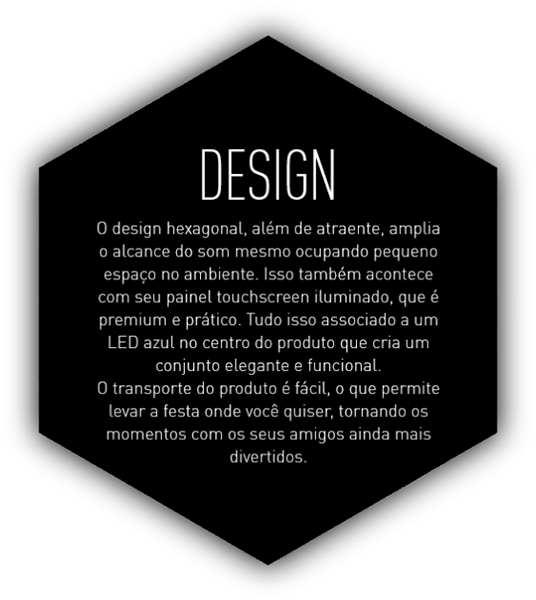 DESIGN
O design hexagonal, além de atraente, amplia
o alcance do som mesmo ocupando pequeno
espaço no ambiente. Isso também acontece
com seu painel touchscreen iluminado, que é
premium e prático. Tudo isso associado a um
LED azul no centro do produto que cria um
conjunto elegante e funcional.
O transporte do produto é fácil, o que permite
levar a festa onde você quiser, tornando os
momentos com os seus amigos ainda mais
divertidos.